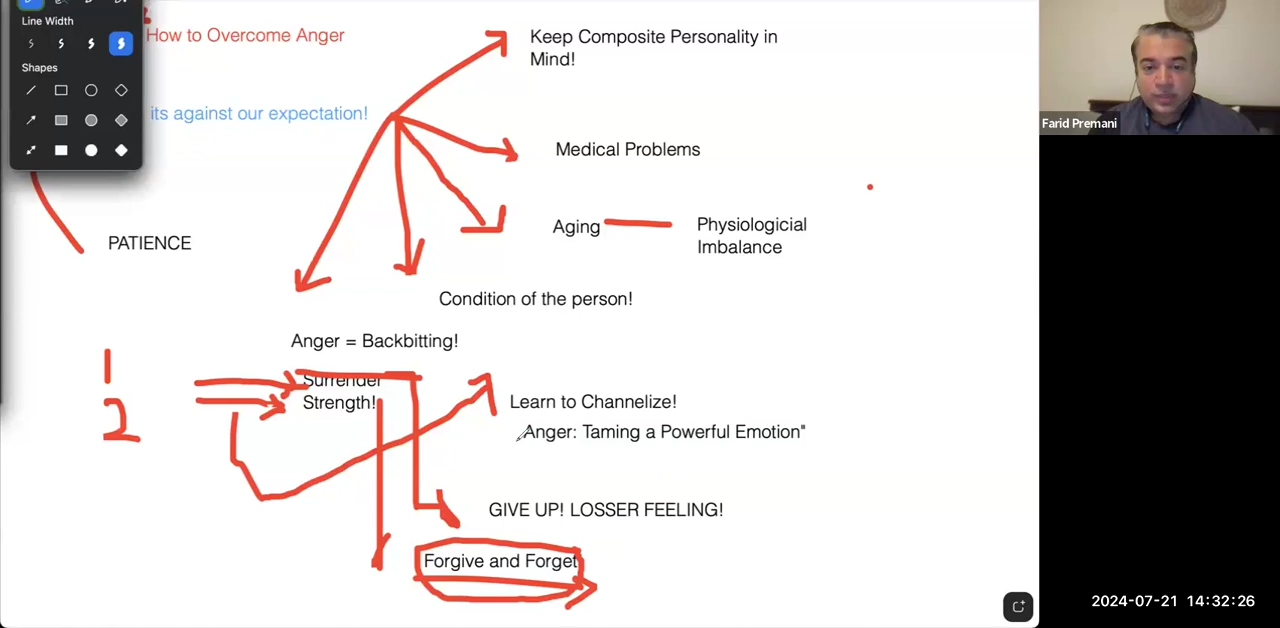 Line Width
Shapes
How to Overcome Anger
its against our expectation!
Keep Composite Personality in
Mind!
Medical Problems
Aging
Physiologicial
Imbalance
PATIENCE
Condition of the person!
Anger = Backbitting!
1
2
Surrender
Strength!
Learn to Channelize!
Anger: Taming a Powerful Emotion"
GIVE UP! LOSSER FEELING!
Forgive and Forget
Farid Premani
2024-07-21 14:32:26